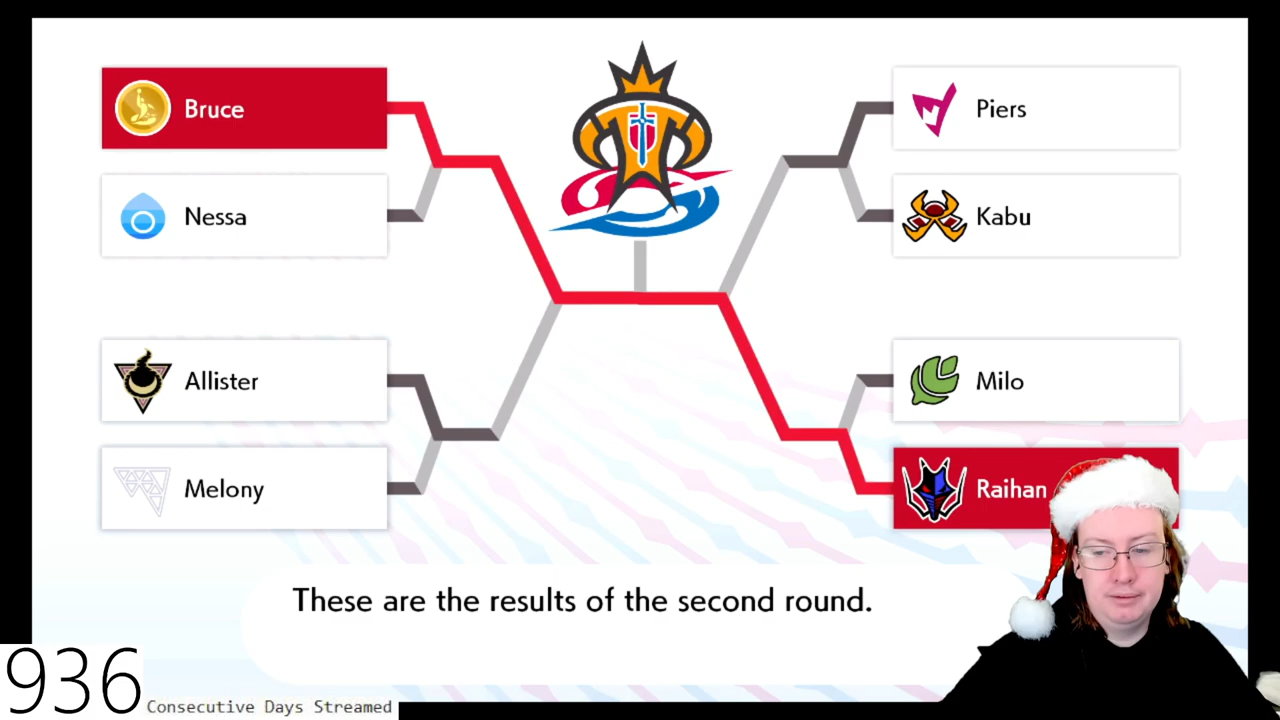 Bruce
Nessa
Allister
Melony
Piers
Kabu
Milo
Raihan
These are the results of the second round.
936
Consecutive Days Streamed